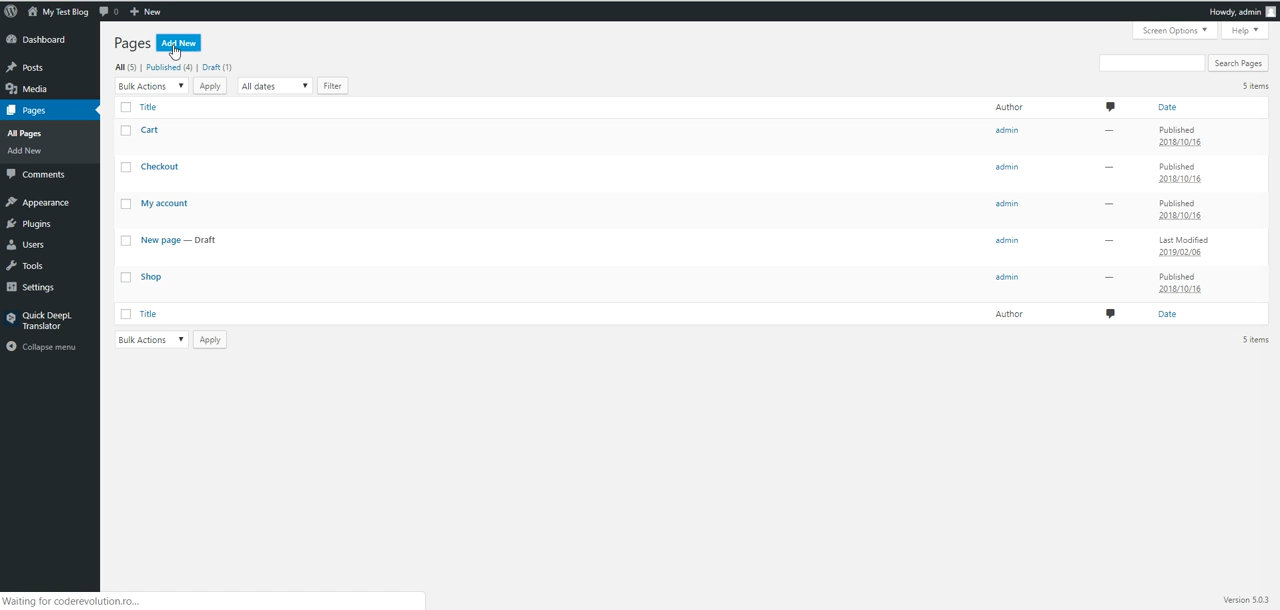 My Test Blog 0 New Howdy, admin
Screen Options ▼ Help ▼
Dashboard
Posts
Media
Pages
All Pages
Add New
Comments
Appearance
Plugins
Users
Tools
Settings
Quick DeepL
Translator
Collapse menu
Pages Add New
All (5) | Published (4) | Draft (1)
Search Pages
Bulk Actions ▼ Apply All dates ▼ Filter 5 items
Title Author Date
Cart admin — Published
2018/10/16
Checkout admin — Published
2018/10/16
My account admin — Published
2018/10/16
New page — Draft admin — Last Modified
2019/02/06
Shop admin — Published
2018/10/16
Title Author Date
Bulk Actions ▼ Apply 5 items
Waiting for coderevolution.ro...
Version 5.0.3